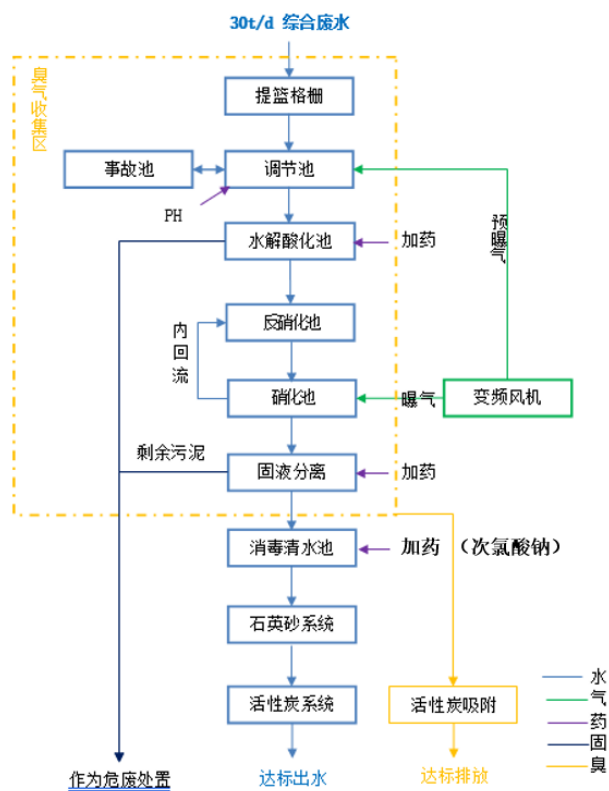 30t/d 综合废水
臭气收集区
提篮格栅
事故池
调节池
PH
预曝气
水解酸化池
加药
反硝化池
内回流
硝化池
曝气
变频风机
剩余污泥
固液分离
加药
消毒清水池
加药 （次氯酸钠）
石英砂系统
活性炭系统
活性炭吸附
水
气
药
固
臭
作为危废处置
达标出水
达标排放